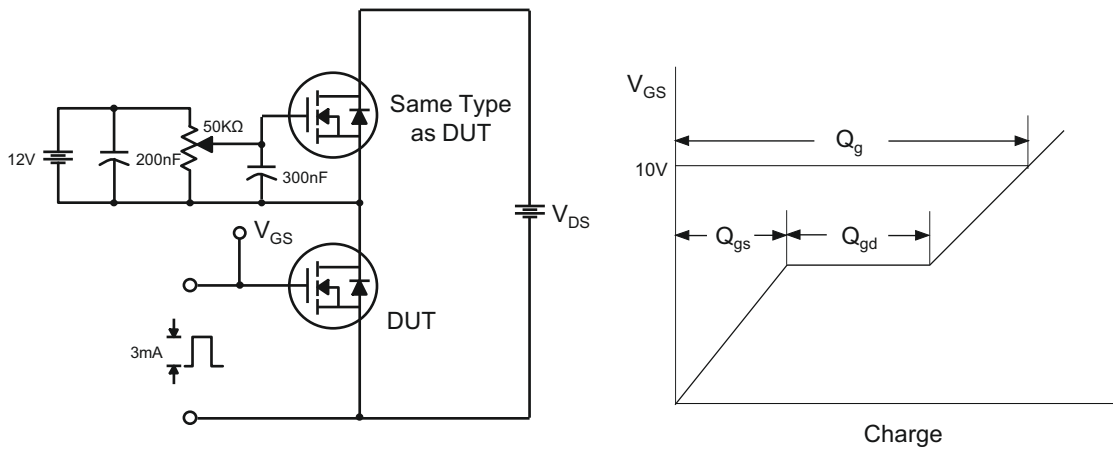 Same Type
as DUT
50KΩ
12V
200nF
300nF
V_GS
V_DS
DUT
3mA
V_GS
Q_g
10V
Q_gs
Q_gd
Charge